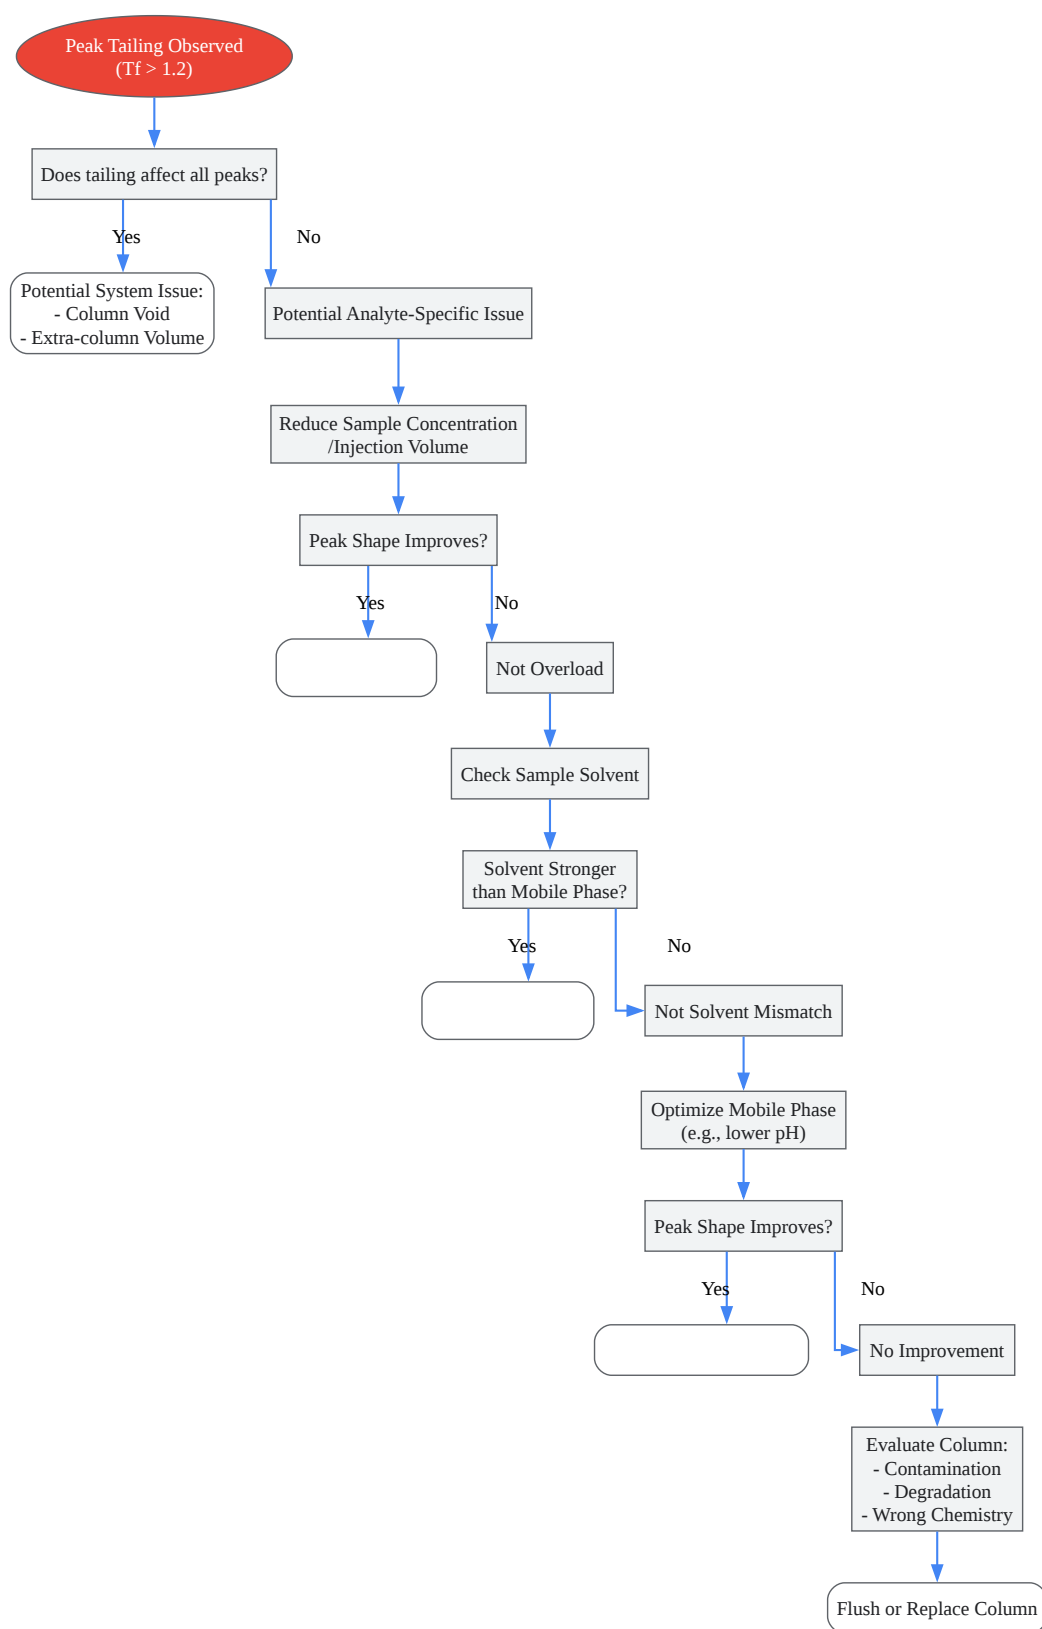 Peak Tailing Observed
(Tf > 1.2)
Does tailing affect all peaks?
Yes
No
Potential System Issue:
- Column Void
- Extra-column Volume
Potential Analyte-Specific Issue
Reduce Sample Concentration
/Injection Volume
Peak Shape Improves?
Yes
No
Not Overload
Check Sample Solvent
Solvent Stronger
than Mobile Phase?
Yes
No
Not Solvent Mismatch
Optimize Mobile Phase
(e.g., lower pH)
Peak Shape Improves?
Yes
No
No Improvement
Evaluate Column:
- Contamination
- Degradation
- Wrong Chemistry
Flush or Replace Column